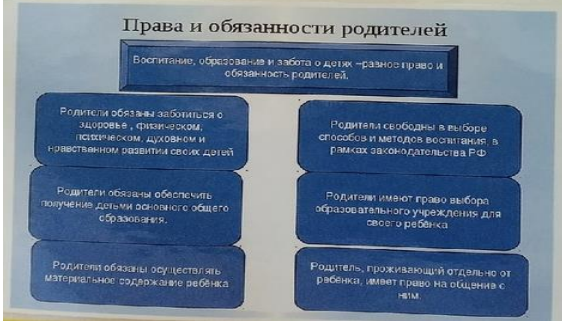 Права и обязанности родителей
Воспитание, образование и забота о детях –равное право и
обязанность родителей.
Родители обязаны заботиться о
здоровье , физическом,
психическом, духовном и
нравственном развитии своих детей
Родители обязаны обеспечить
получение детьми основного общего
образования.
Родители обязаны осуществлять
материальное содержание ребёнка
Родители свободны в выборе
способов и методов воспитания, в
рамках законодательства РФ
Родители имеют право выбора
образовательного учреждения для
своего ребёнка
Родитель, проживающий отдельно от
ребёнка, имеет право на общение с
ним.